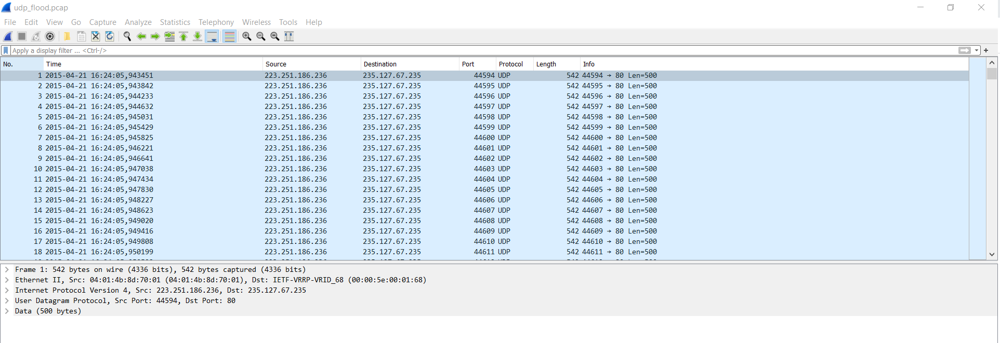 udp_flood.pcap
File Edit View Go Capture Analyze Statistics Telephony Wireless Tools Help
Apply a display filter ... <Ctrl-/>
No. Time Source Destination Port Protocol Length Info
1 2015-04-21 16:24:05,943451 223.251.186.236 235.127.67.235 44594 UDP 542 44594 → 80 Len=500
2 2015-04-21 16:24:05,943842 223.251.186.236 235.127.67.235 44595 UDP 542 44595 → 80 Len=500
3 2015-04-21 16:24:05,944233 223.251.186.236 235.127.67.235 44596 UDP 542 44596 → 80 Len=500
4 2015-04-21 16:24:05,944632 223.251.186.236 235.127.67.235 44597 UDP 542 44597 → 80 Len=500
5 2015-04-21 16:24:05,945031 223.251.186.236 235.127.67.235 44598 UDP 542 44598 → 80 Len=500
6 2015-04-21 16:24:05,945429 223.251.186.236 235.127.67.235 44599 UDP 542 44599 → 80 Len=500
7 2015-04-21 16:24:05,945825 223.251.186.236 235.127.67.235 44600 UDP 542 44600 → 80 Len=500
8 2015-04-21 16:24:05,946221 223.251.186.236 235.127.67.235 44601 UDP 542 44601 → 80 Len=500
9 2015-04-21 16:24:05,946641 223.251.186.236 235.127.67.235 44602 UDP 542 44602 → 80 Len=500
10 2015-04-21 16:24:05,947038 223.251.186.236 235.127.67.235 44603 UDP 542 44603 → 80 Len=500
11 2015-04-21 16:24:05,947434 223.251.186.236 235.127.67.235 44604 UDP 542 44604 → 80 Len=500
12 2015-04-21 16:24:05,947830 223.251.186.236 235.127.67.235 44605 UDP 542 44605 → 80 Len=500
13 2015-04-21 16:24:05,948227 223.251.186.236 235.127.67.235 44606 UDP 542 44606 → 80 Len=500
14 2015-04-21 16:24:05,948623 223.251.186.236 235.127.67.235 44607 UDP 542 44607 → 80 Len=500
15 2015-04-21 16:24:05,949020 223.251.186.236 235.127.67.235 44608 UDP 542 44608 → 80 Len=500
16 2015-04-21 16:24:05,949416 223.251.186.236 235.127.67.235 44609 UDP 542 44609 → 80 Len=500
17 2015-04-21 16:24:05,949808 223.251.186.236 235.127.67.235 44610 UDP 542 44610 → 80 Len=500
18 2015-04-21 16:24:05,950199 223.251.186.236 235.127.67.235 44611 UDP 542 44611 → 80 Len=500
Frame 1: 542 bytes on wire (4336 bits), 542 bytes captured (4336 bits)
Ethernet II, Src: 04:01:4b:8d:70:01 (04:01:4b:8d:70:01), Dst: IETF-VRRP-VRID_68 (00:00:5e:00:01:68)
Internet Protocol Version 4, Src: 223.251.186.236, Dst: 235.127.67.235
User Datagram Protocol, Src Port: 44594, Dst Port: 80
Data (500 bytes)